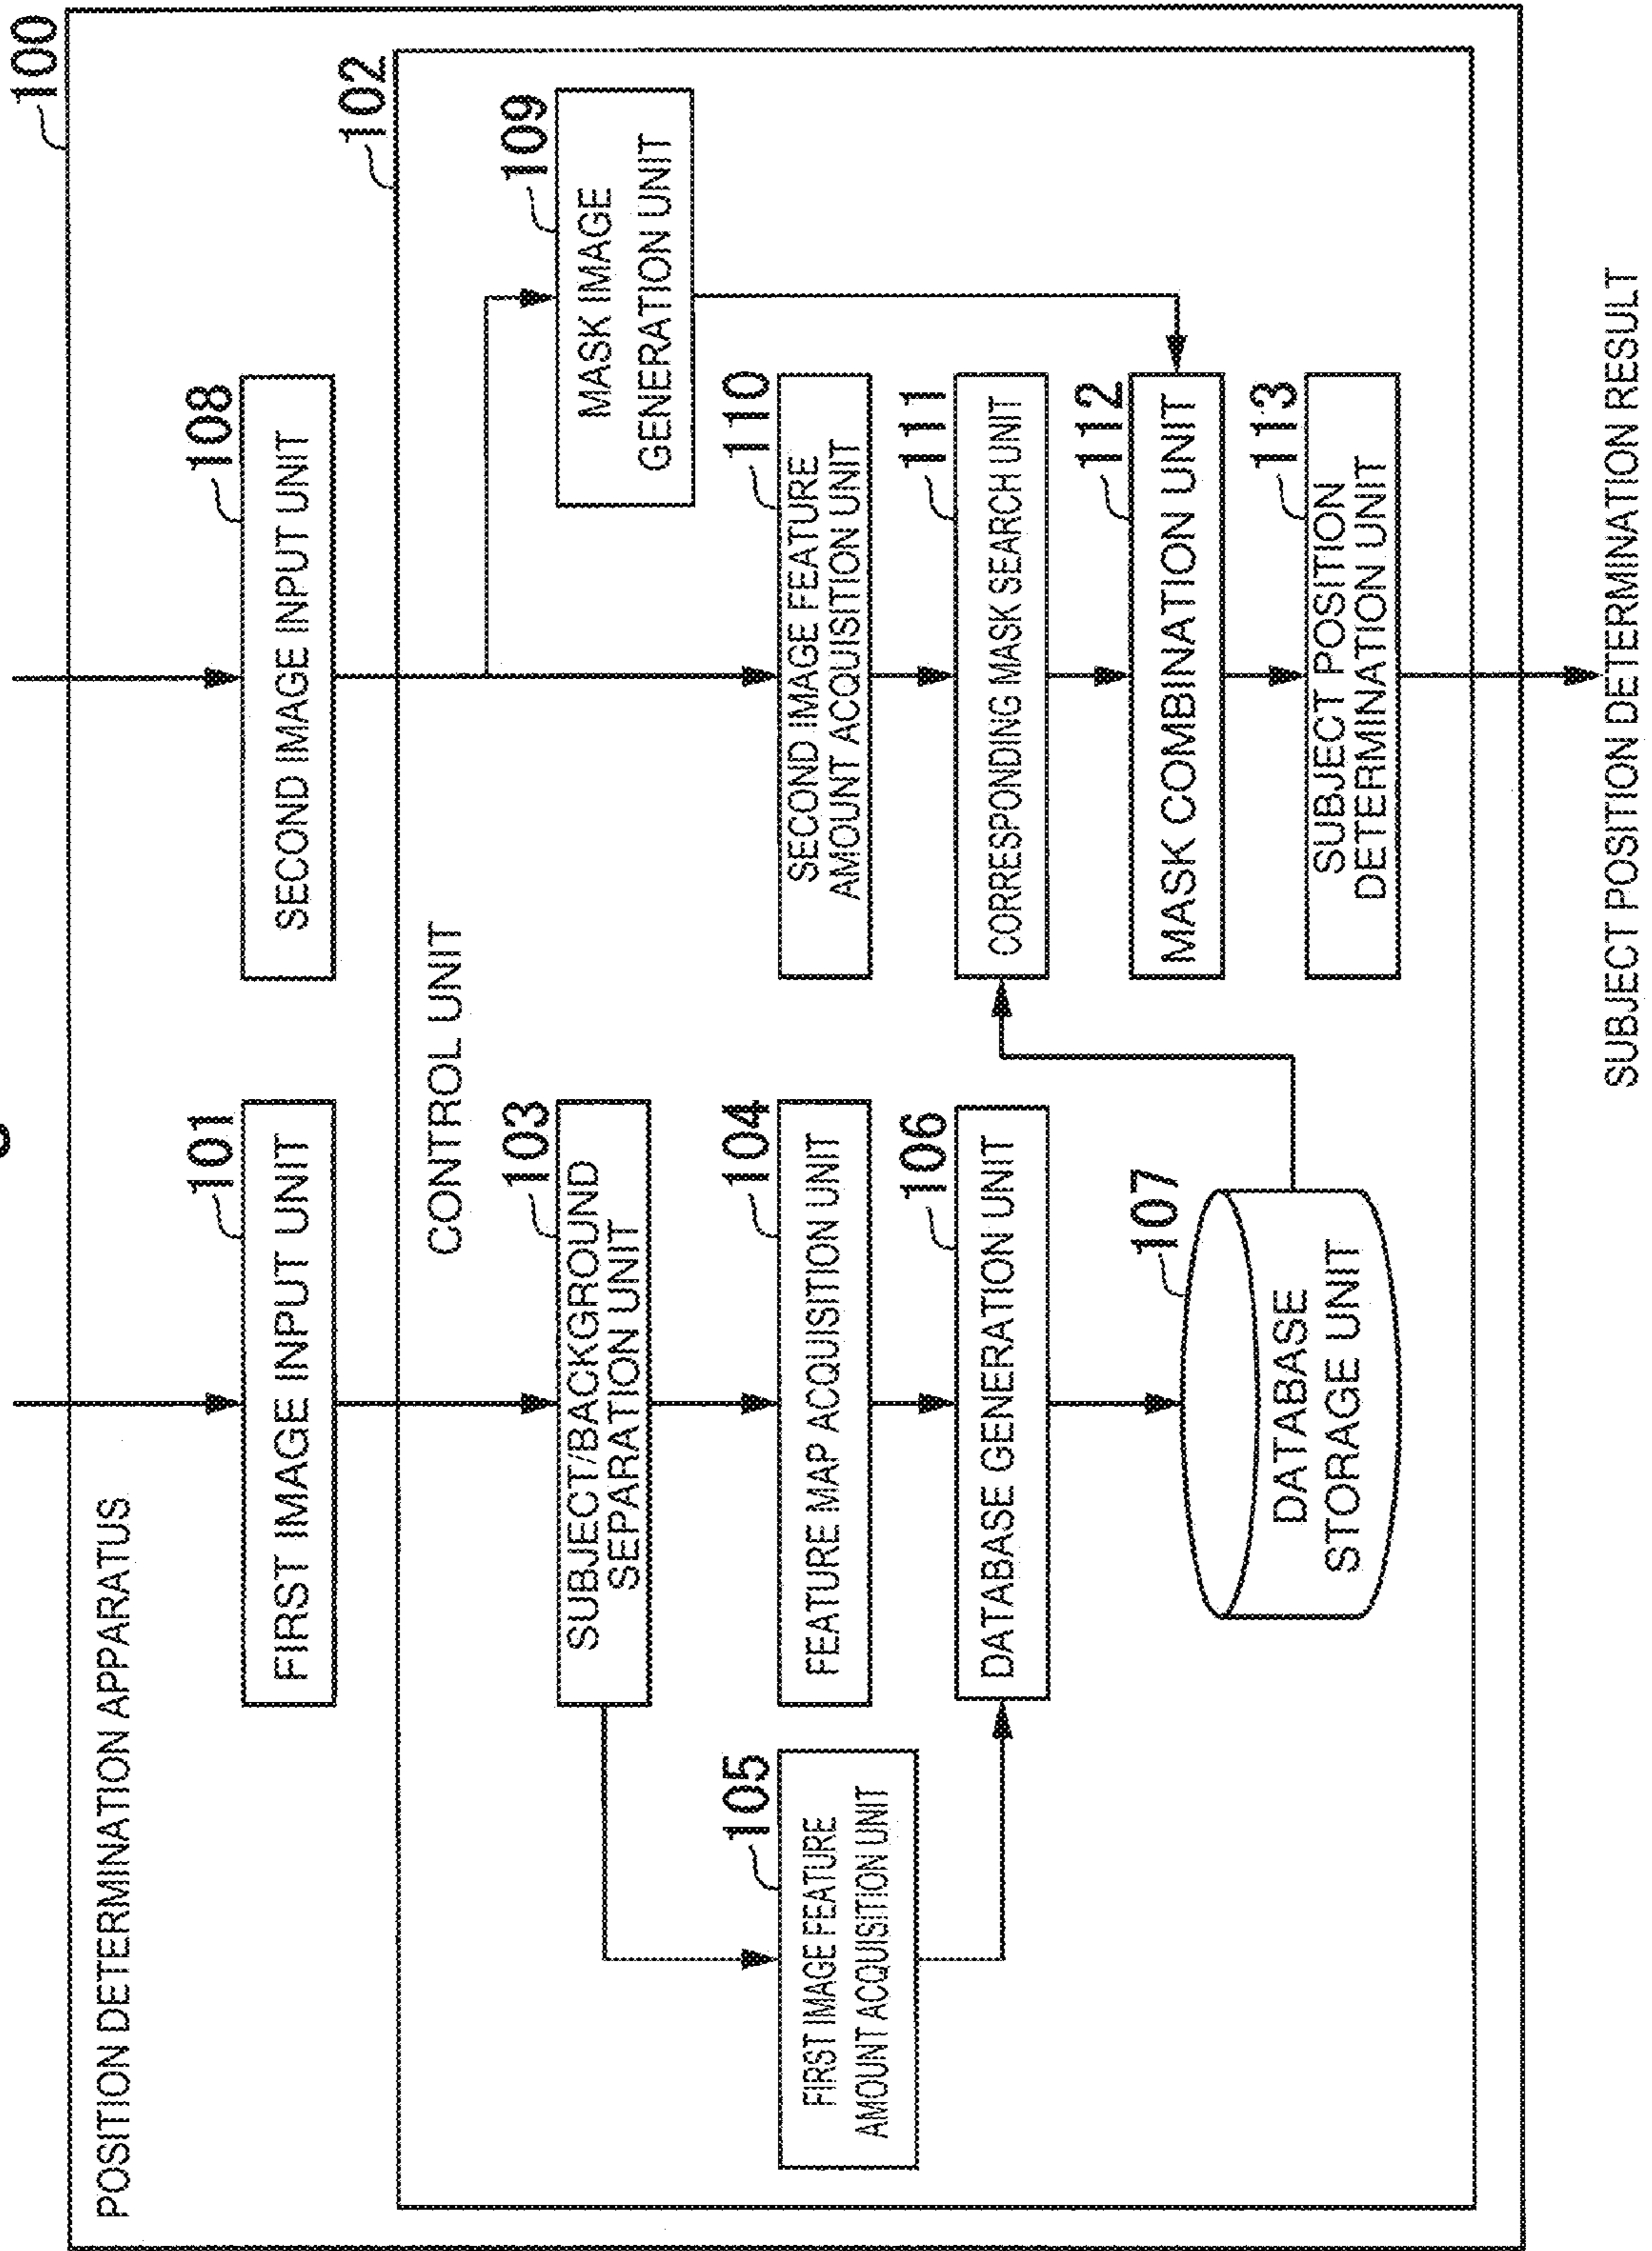 100
POSITION DETERMINATION APPARATUS
101
FIRST IMAGE INPUT UNIT
108
SECOND IMAGE INPUT UNIT
102
CONTROL UNIT
103
SUBJECT/BACKGROUND
SEPARATION UNIT
109
MASK IMAGE
GENERATION UNIT
105
FIRST IMAGE FEATURE
AMOUNT ACQUISITION UNIT
104
FEATURE MAP ACQUISITION UNIT
110
SECOND IMAGE FEATURE
AMOUNT ACQUISITION UNIT
106
DATABASE GENERATION UNIT
111
CORRESPONDING MASK SEARCH UNIT
107
DATABASE
STORAGE UNIT
112
MASK COMBINATION UNIT
113
SUBJECT POSITION
DETERMINATION UNIT
SUBJECT POSITION DETERMINATION RESULT